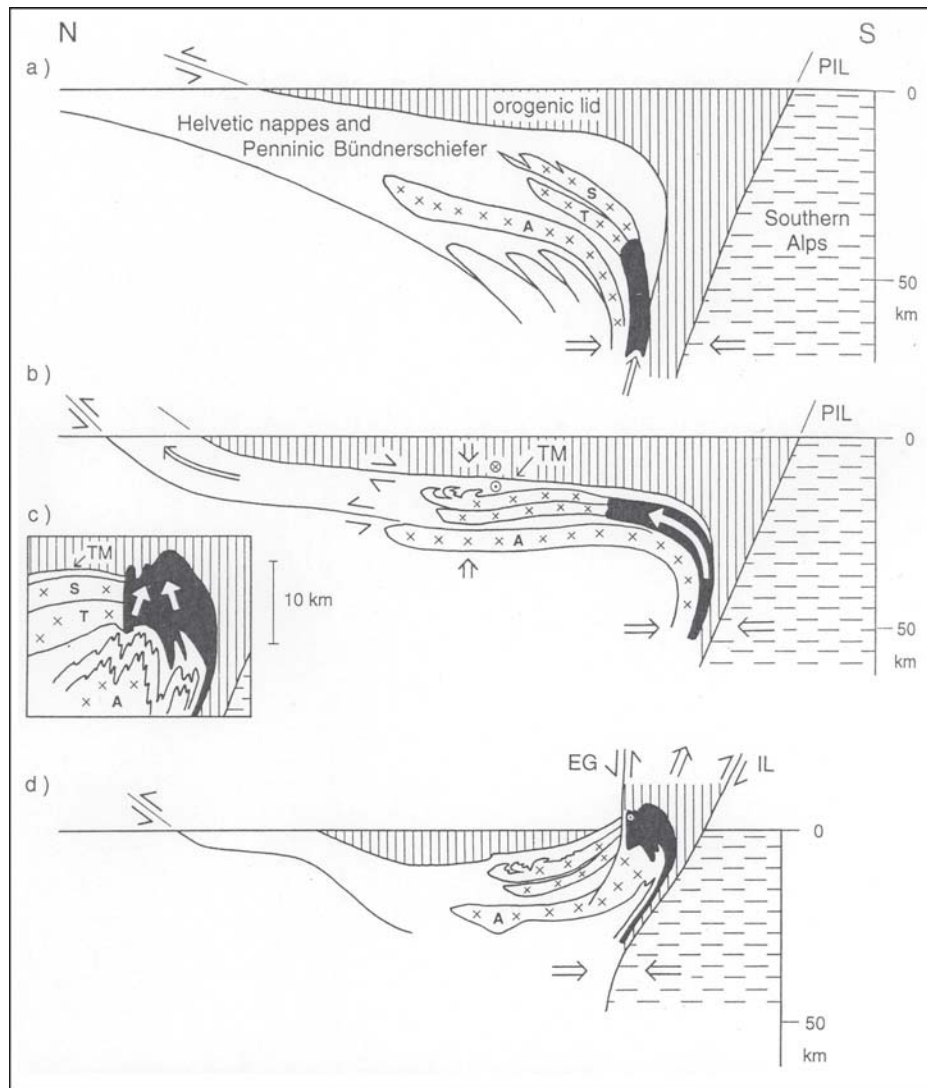 N
S
a )
PIL
0
orogenic lid
Helvetic nappes and
Penninic Bündnerschiefer
S
T
A
Southern
Alps
50
km
b )
PIL
0
TM
A
50
km
c )
TM
S
T
A
10 km
d )
EG
IL
0
A
50
km